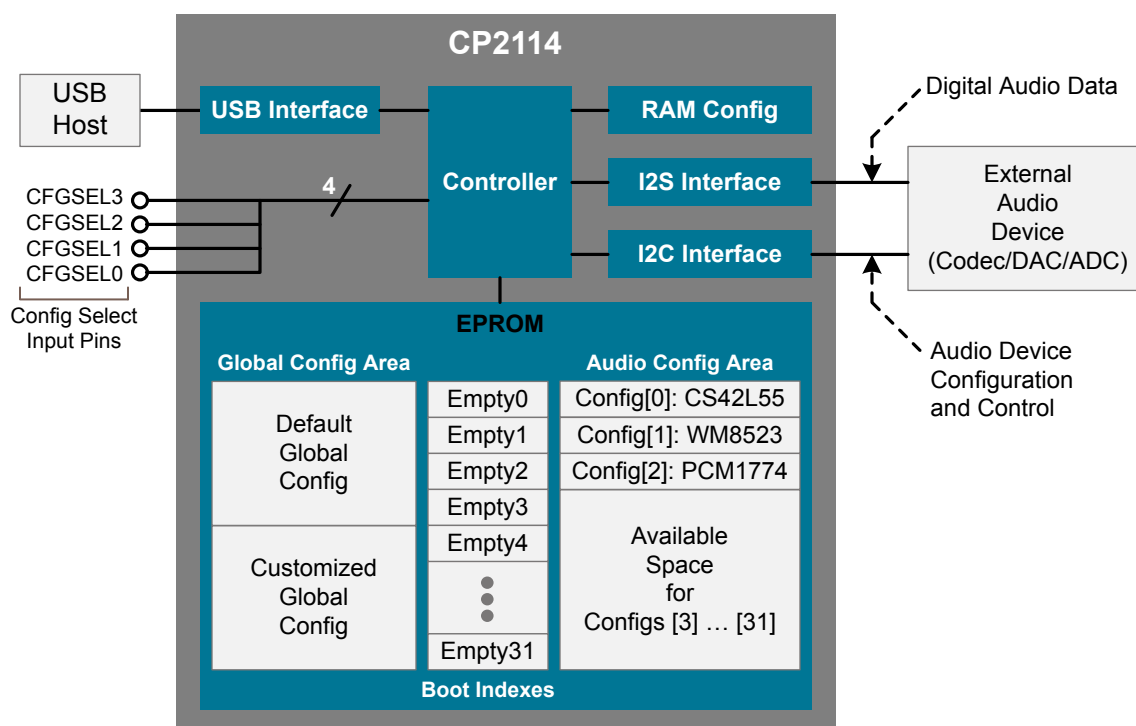 CP2114
USB
Host
USB Interface
Controller
RAM Config
I2S Interface
I2C Interface
Digital Audio Data
External
Audio
Device
(Codec/DAC/ADC)
Audio Device
Configuration
and Control
4
CFGSEL3
CFGSEL2
CFGSEL1
CFGSEL0
Config Select
Input Pins
EPROM
Global Config Area
Default
Global
Config
Customized
Global
Config
Empty0
Empty1
Empty2
Empty3
Empty4
Empty31
Boot Indexes
Audio Config Area
Config[0]: CS42L55
Config[1]: WM8523
Config[2]: PCM1774
Available
Space
for
Configs [3] ... [31]